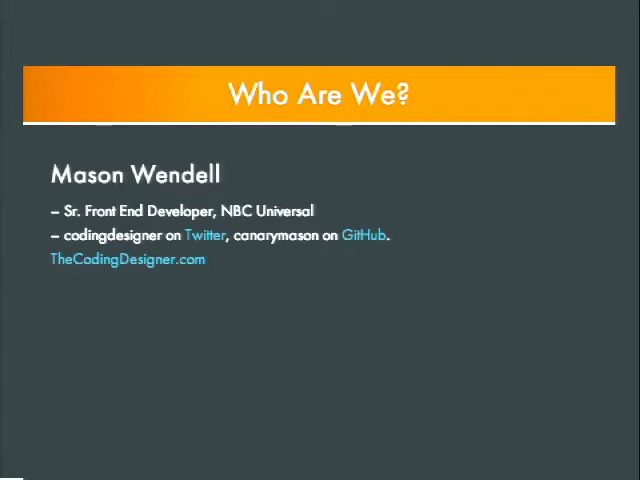 Who Are We?
Mason Wendell
– Sr. Front End Developer, NBC Universal
– codingdesigner on Twitter, canarymason on GitHub.
TheCodingDesigner.com